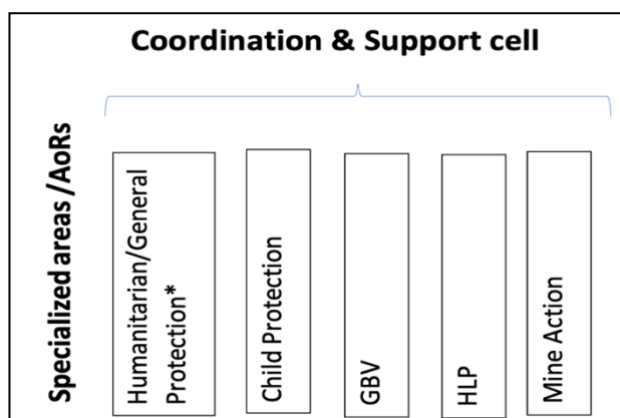 Coordination & Support cell
Specialized areas /AoRs
Humanitarian/General
Protection*
Child Protection
GBV
HLP
Mine Action